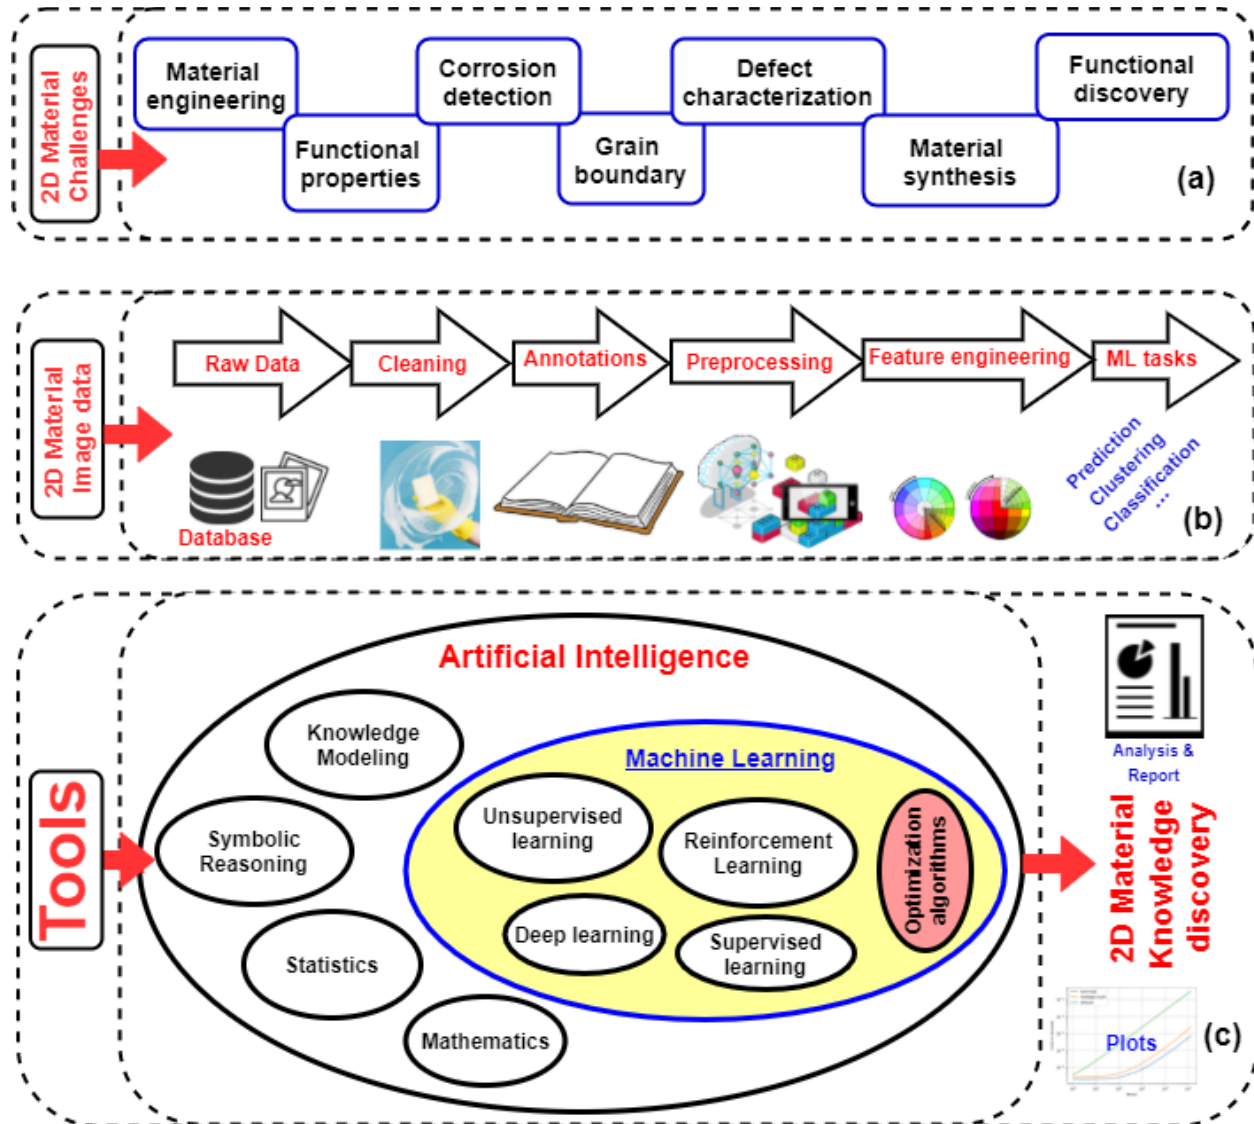 2D Material
Challenges
Material
engineering
Functional
properties
Corrosion
detection
Grain
boundary
Defect
characterization
Material
synthesis
Functional
discovery
(a)
2D Material
Image data
Raw Data
Cleaning
Annotations
Preprocessing
Feature engineering
ML tasks
Database
Prediction
Clustering
Classification
...
(b)
Tools
Artificial Intelligence
Knowledge
Modeling
Symbolic
Reasoning
Statistics
Mathematics
Machine Learning
Unsupervised
learning
Reinforcement
Learning
Deep learning
Supervised
learning
Optimization
algorithms
Analysis &
Report
2D Material
Knowledge
discovery
Plots
(c)